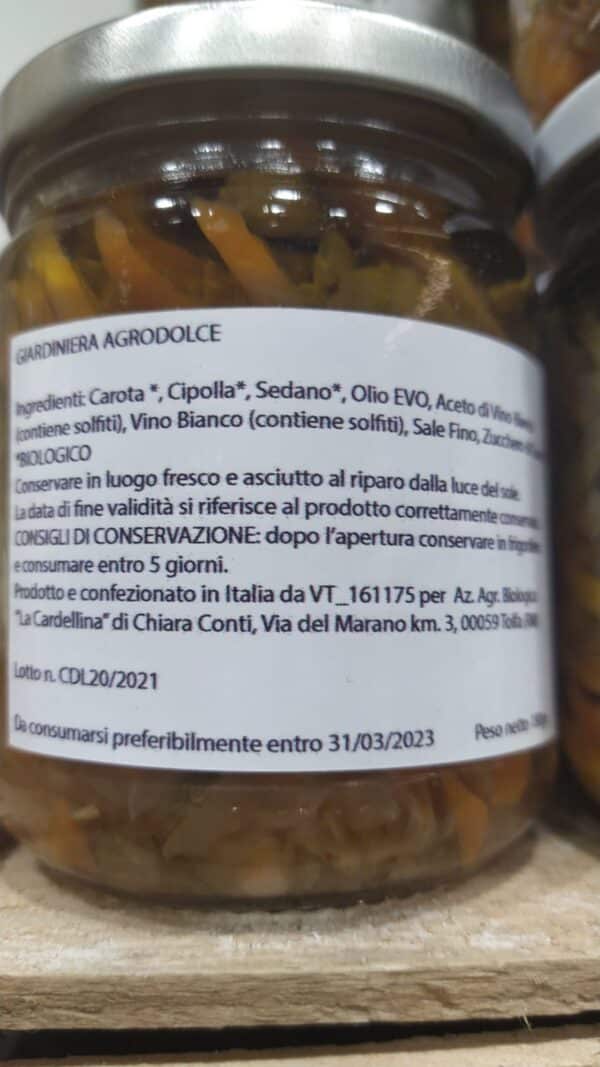 GIARDINIERA AGRODOLCE
Ingredienti: Carota *, Cipolla*, Sedano*, Olio EVO, Aceto di Vino
(contiene solfiti), Vino Bianco (contiene solfiti), Sale Fino, Zucchero
*BIOLOGICO
Conservare in luogo fresco e asciutto al riparo dalla luce del sole.
La data di fine validità si riferisce al prodotto correttamente
CONSIGLI DI CONSERVAZIONE: dopo l'apertura conservare in frigorifero
e consumare entro 5 giorni.
Prodotto e confezionato in Italia da VT_161175 per Az. Agr. Biologica
"La Cardellina" di Chiara Conti, Via del Marano km. 3, 00059 Tolfa
Lotto n. CDL20/2021
Da consumarsi preferibilmente entro 31/03/2023
Peso netto